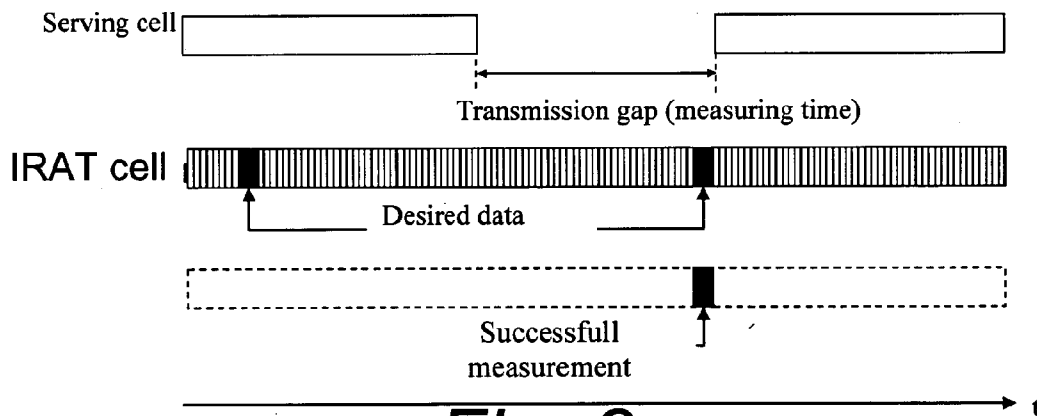 Serving cell
Transmission gap (measuring time)
IRAT cell
Desired data
Successfull
measurement
t